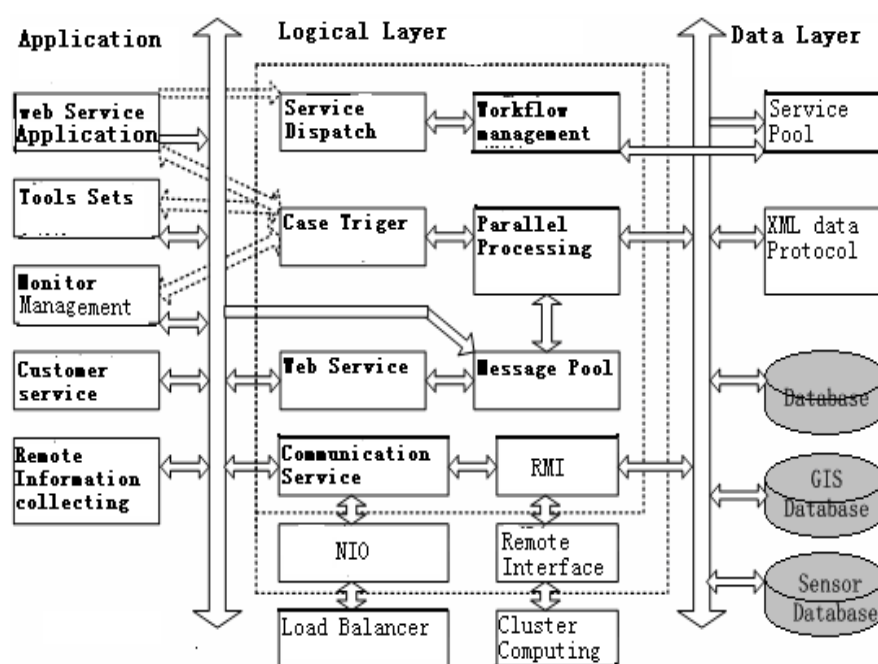 Application
Logical Layer
Data Layer
web Service
Application
Tools Sets
Monitor
Management
Customer
service
Remote
Information
collecting
Service
Dispatch
Workflow
management
Case Triger
Parallel
Processing
Web Service
Message Pool
Communication
Service
RMI
NIO
Remote
Interface
Load Balancer
Cluster
Computing
Service
Pool
XML data
Protocol
Database
GIS
Database
Sensor
Database